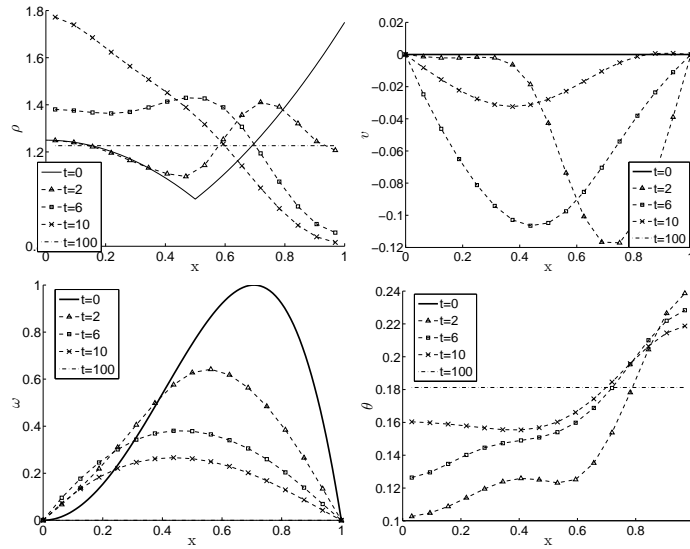 1.8
1.6
1.4
ρ
1.2
t=0
t=2
t=6
t=10
t=100
0.
0 0.2 0.4 0.6 0.8 1
x
0.02
0
−0.02
−0.04
v
−0.06
−0.08
−0.1
−0.12
t=0
t=2
t=6
t=10
t=100
0 0.2 0.4 0.6 0.8 1
x
1
0.8
0.6
ω
0.4
0.2
0
t=0
t=2
t=6
t=10
t=100
0 0.2 0.4 0.6 0.8 1
x
0.24
0.22
0.2
0.18
θ
0.16
0.14
0.12
0.1
t=0
t=2
t=6
t=10
t=100
0 0.2 0.4 0.6 0.8 1
x